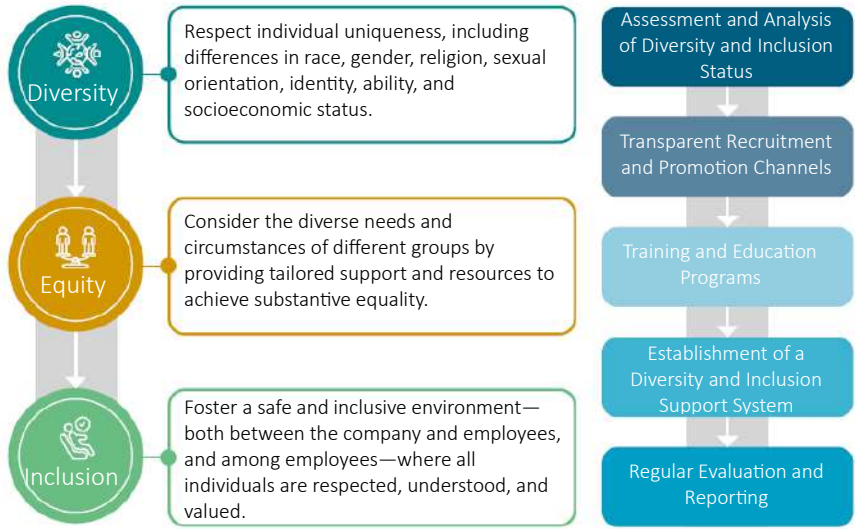 Diversity
Respect individual uniqueness, including
differences in race, gender, religion, sexual
orientation, identity, ability, and
socioeconomic status.
Equity
Consider the diverse needs and
circumstances of different groups by
providing tailored support and resources to
achieve substantive equality.
Inclusion
Foster a safe and inclusive environment—
both between the company and employees,
and among employees—where all
individuals are respected, understood, and
valued.
Assessment and Analysis
of Diversity and Inclusion
Status
Transparent Recruitment
and Promotion Channels
Training and Education
Programs
Establishment of a
Diversity and Inclusion
Support System
Regular Evaluation and
Reporting